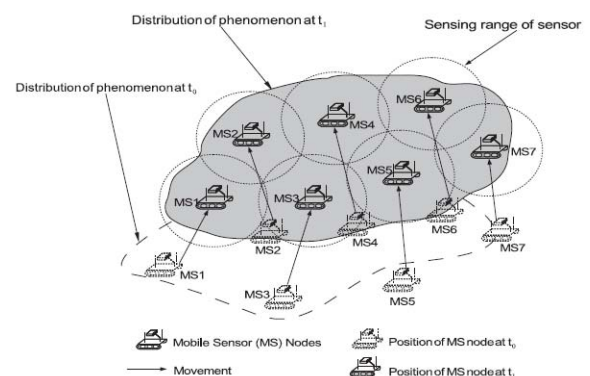 Distribution of phenomenon at t1
Sensing range of sensor
Distribution of phenomenon at t0
MS6
MS2
MS4
MS7
MS5
MS1
MS3
MS2
MS4
MS6
MS7
MS1
MS3
MS5
Mobile Sensor (MS) Nodes
Position of MS node at t0
Movement
Position of MS node at t,